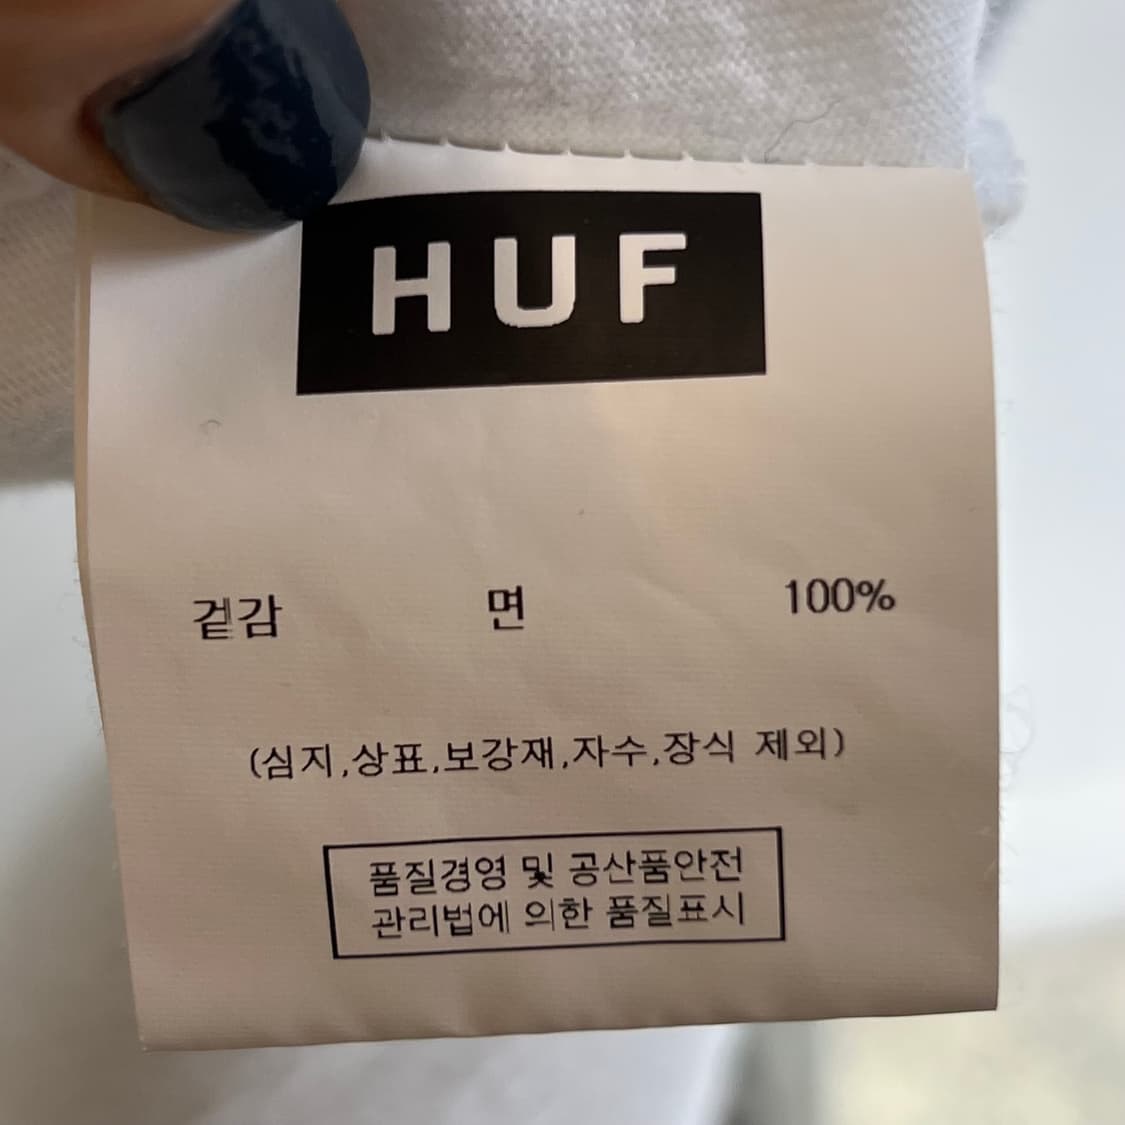 HUF
겉감 면 100%
(심지,상표,보강재,자수,장식 제외)
품질경영 및 공산품안전
관리법에 의한 품질표시